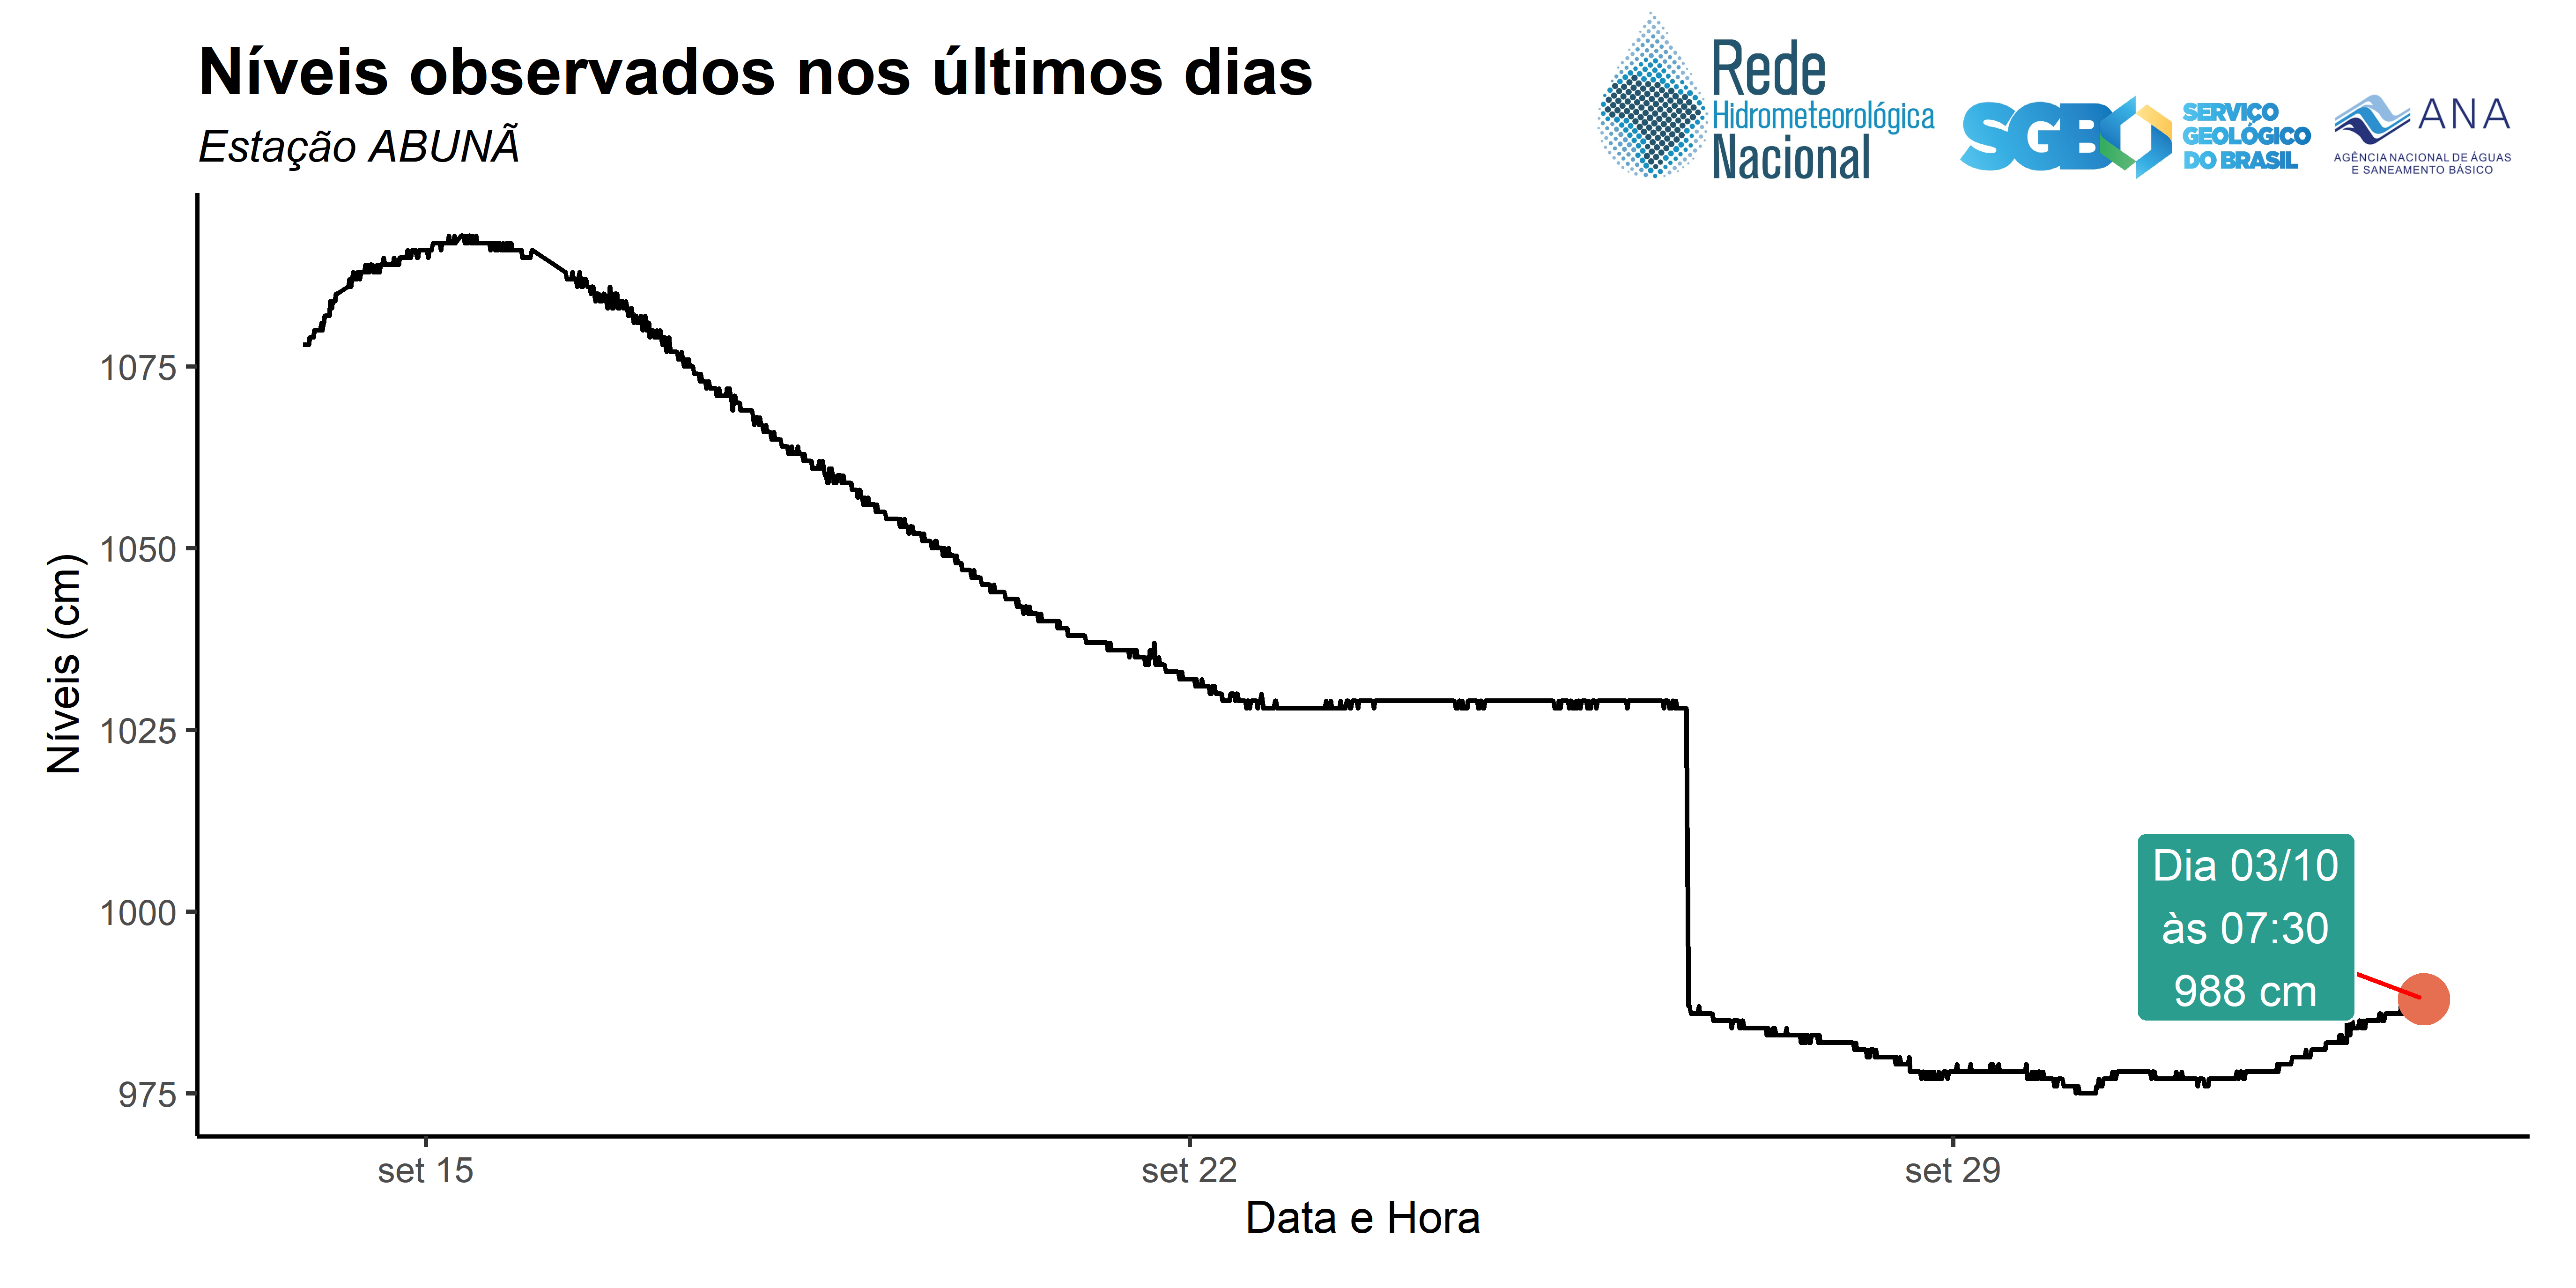 Níveis observados nos últimos dias
Estação ABUNÃ
Rede
Hidrometeorológica
Nacional
SGB
SERVIÇO
GEOLÓGICO
DO BRASIL
ANA
AGÊNCIA NACIONAL DE ÁGUAS
E SANEAMENTO BÁSICO
Níveis (cm)
1075
1050
1025
1000
975
Dia 03/10
às 07:30
988 cm
set 15
set 22
set 29
Data e Hora